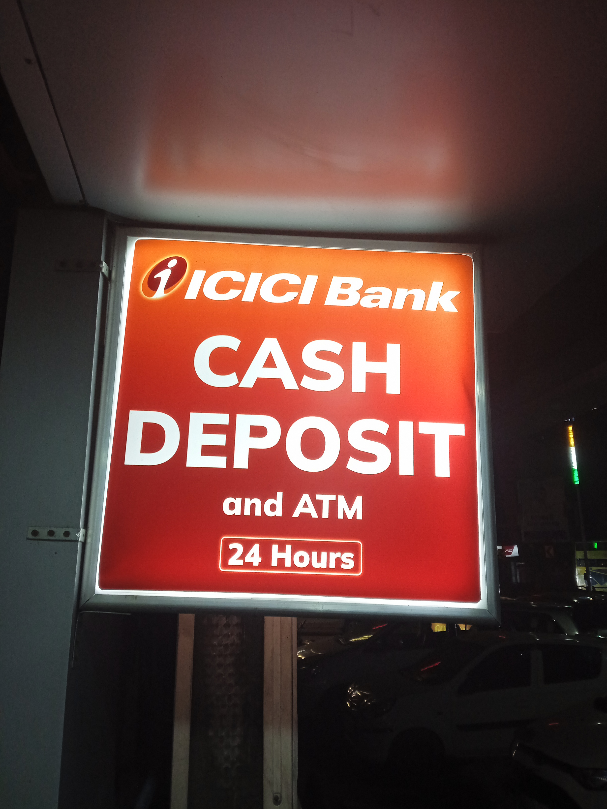 i ICICI Bank
CASH
DEPOSIT
and ATM
24 Hours